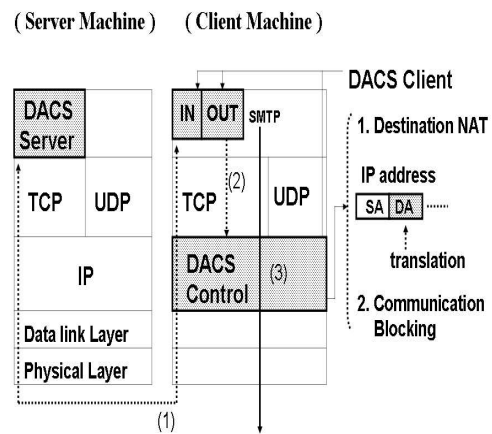 ( Server Machine )
( Client Machine )
DACS Server
TCP
UDP
IP
Data link Layer
Physical Layer
IN
OUT
SMTP
(2)
TCP
UDP
DACS Control
(3)
(1)
DACS Client
1. Destination NAT
IP address
SA
DA
translation
2. Communication
Blocking